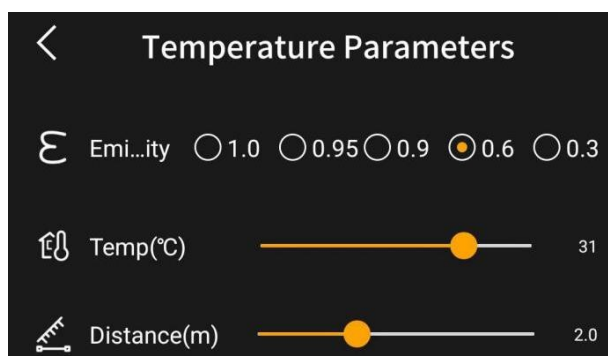 Temperature Parameters
Emi...ity 1.0 0.95 0.9 0.6 0.3
Temp(℃) 31
Distance(m) 2.0